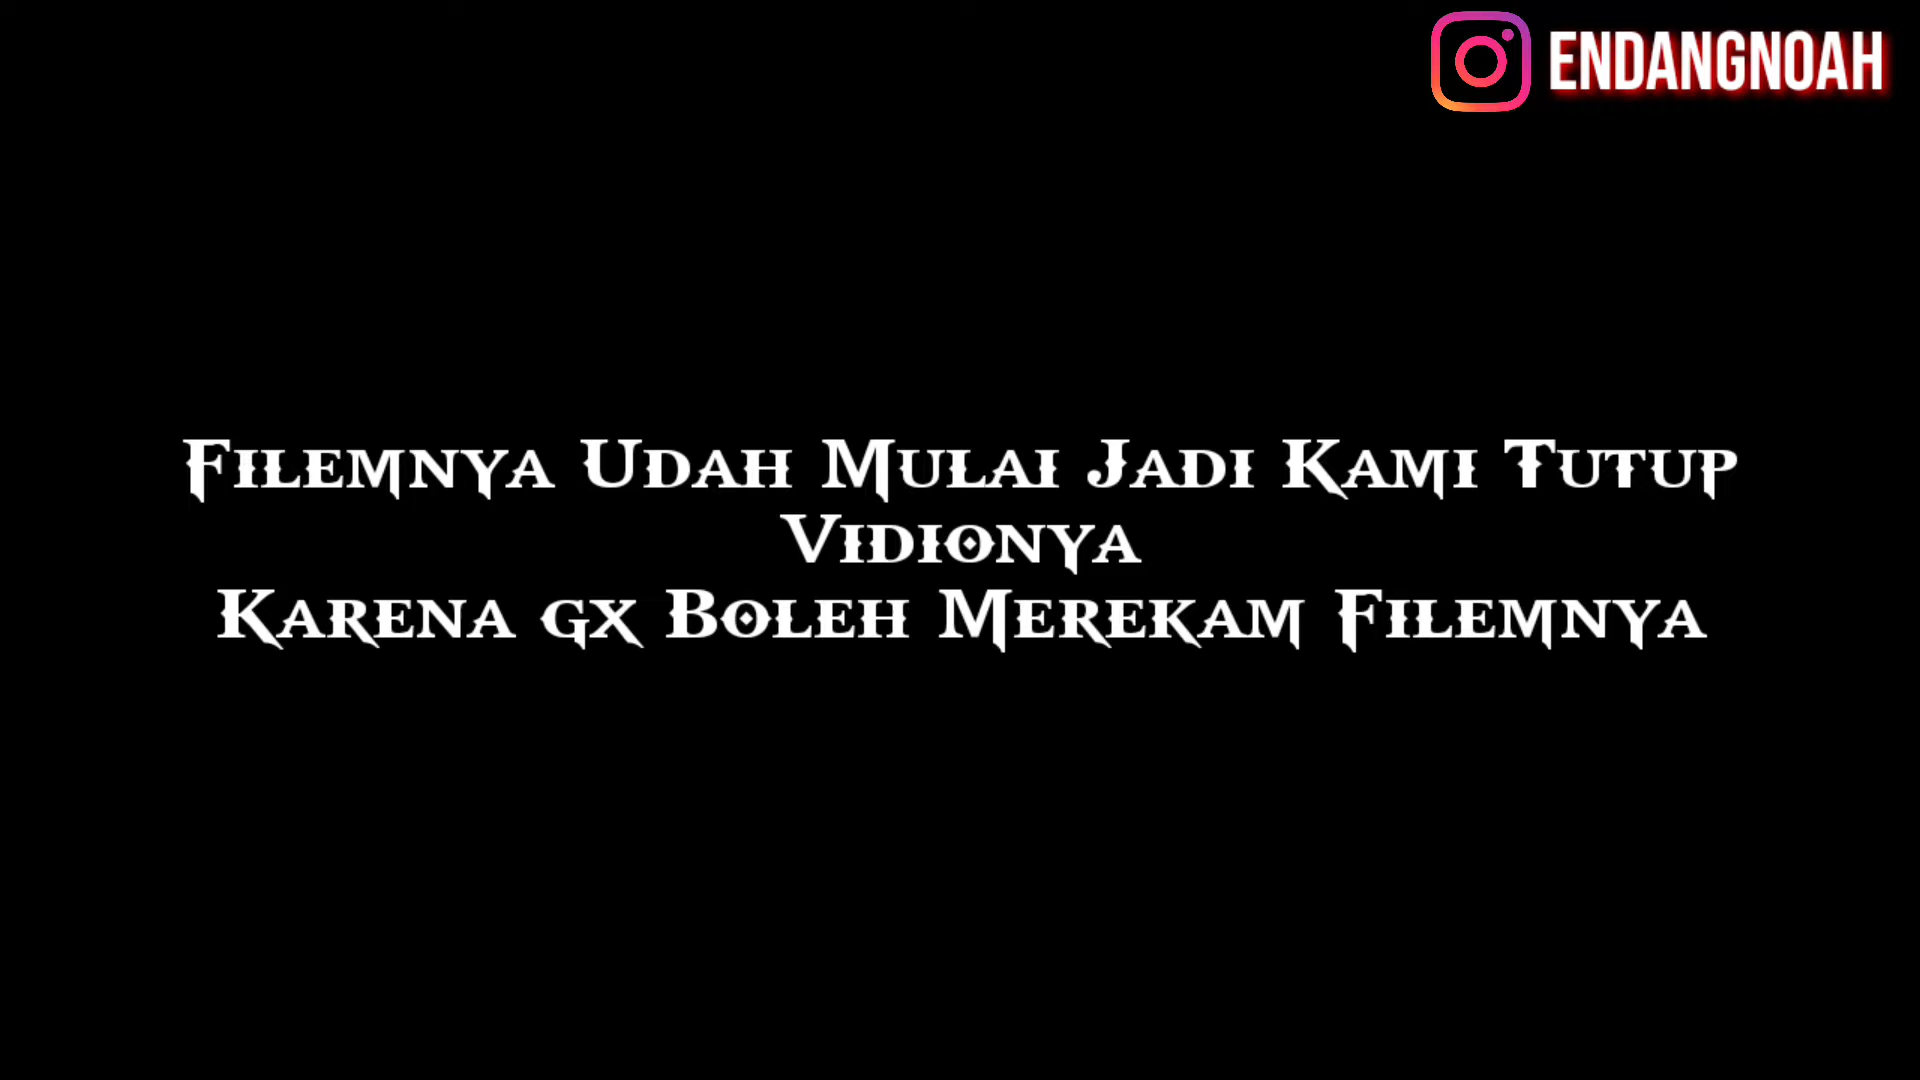 ENDANGNOAH
Filemnya Udah Mulai Jadi Kami Tutup
Vidionya
Karena gx Boleh Merekam Filemnya